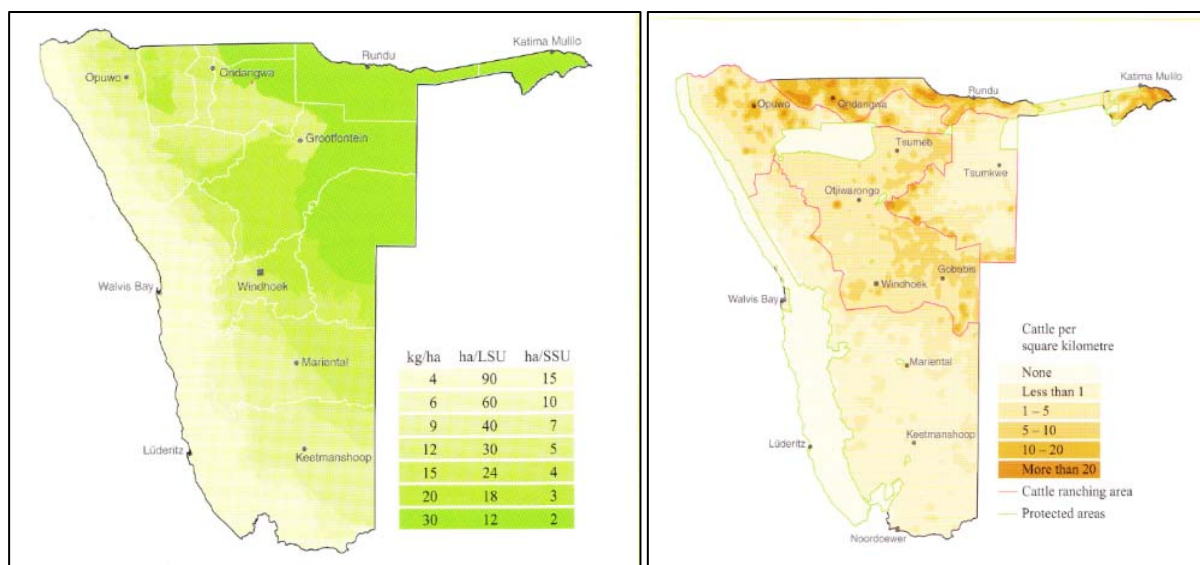 Katima Mulilo
Rundu
Opuwo
Ondangwa
Grootfontein
Walvis Bay
Windhoek
Mariental
Lüderitz
Keetmanshoop
kg/ha ha/LSU ha/SSU
4 90 15
6 60 10
9 40 7
12 30 5
15 24 4
20 18 3
30 12 2
Katima Mulilo
Opuwo
Ondangwa
Rundu
Tsumeb
Tsumkwe
Otjiwarongo
Gobabis
Windhoek
Walvis Bay
Mariental
Lüderitz
Keetmanshoop
Noordoewer
Cattle per
square kilometre
None
Less than 1
1 – 5
5 – 10
10 – 20
More than 20
Cattle ranching area
Protected areas